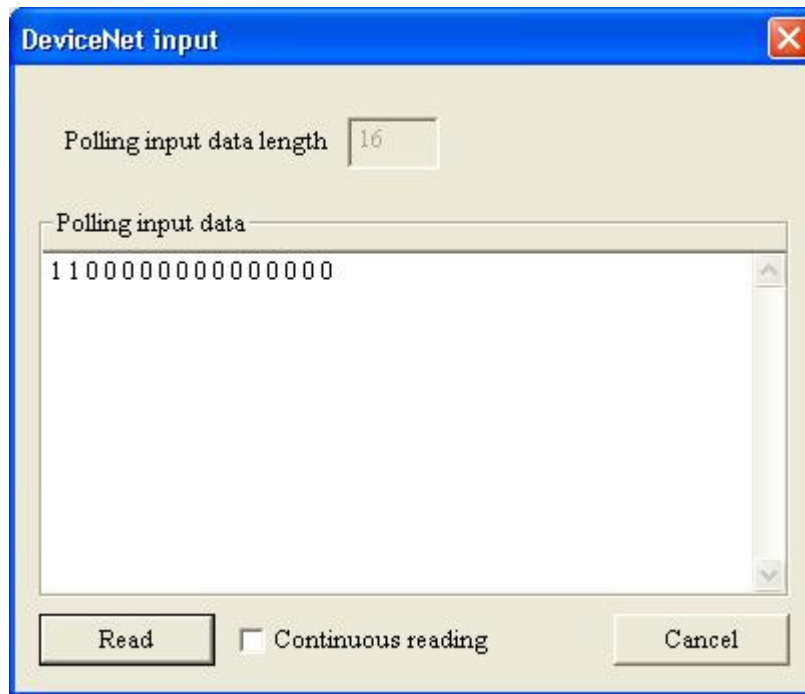 DeviceNet input
Polling input data length 16
Polling input data
1 1 0 0 0 0 0 0 0 0 0 0 0 0 0 0
Read Continuous reading Cancel